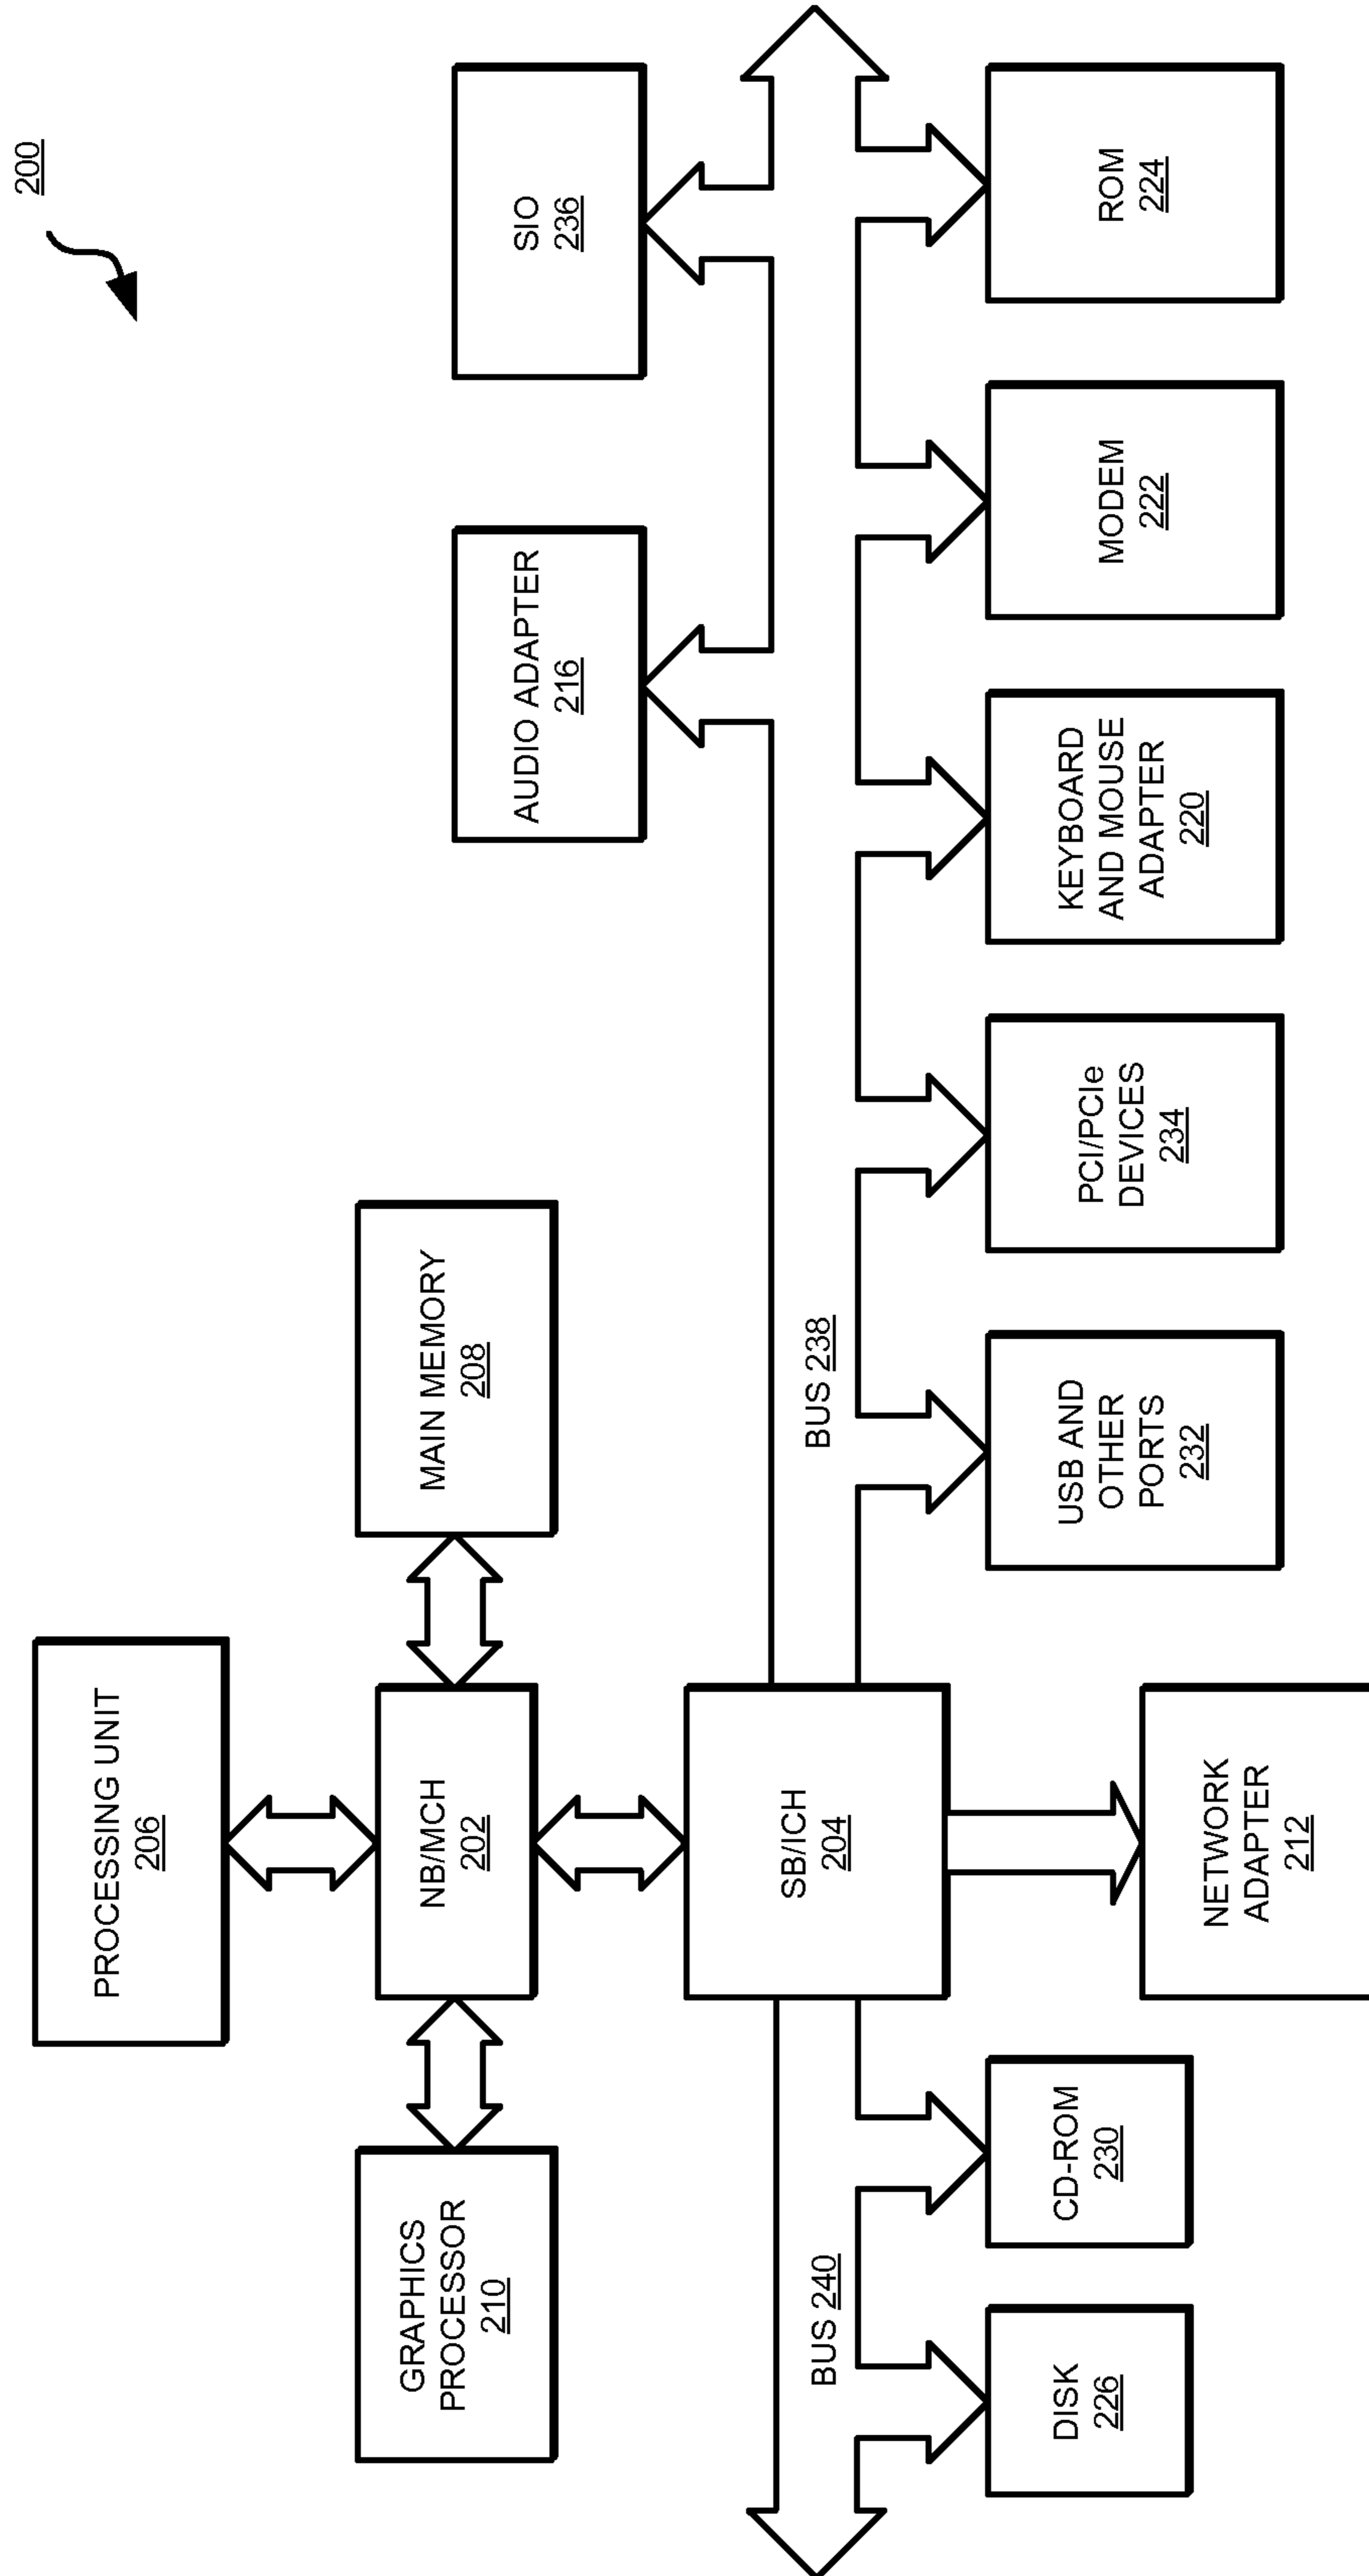 200
PROCESSING UNIT
206
GRAPHICS
PROCESSOR
210
NB/MCH
202
MAIN MEMORY
208
AUDIO ADAPTER
216
SIO
236
SB/ICH
204
BUS 240
BUS 238
DISK
226
CD-ROM
230
USB AND
OTHER
PORTS
232
PCI/PCIe
DEVICES
234
KEYBOARD
AND MOUSE
ADAPTER
220
MODEM
222
ROM
224
NETWORK
ADAPTER
212